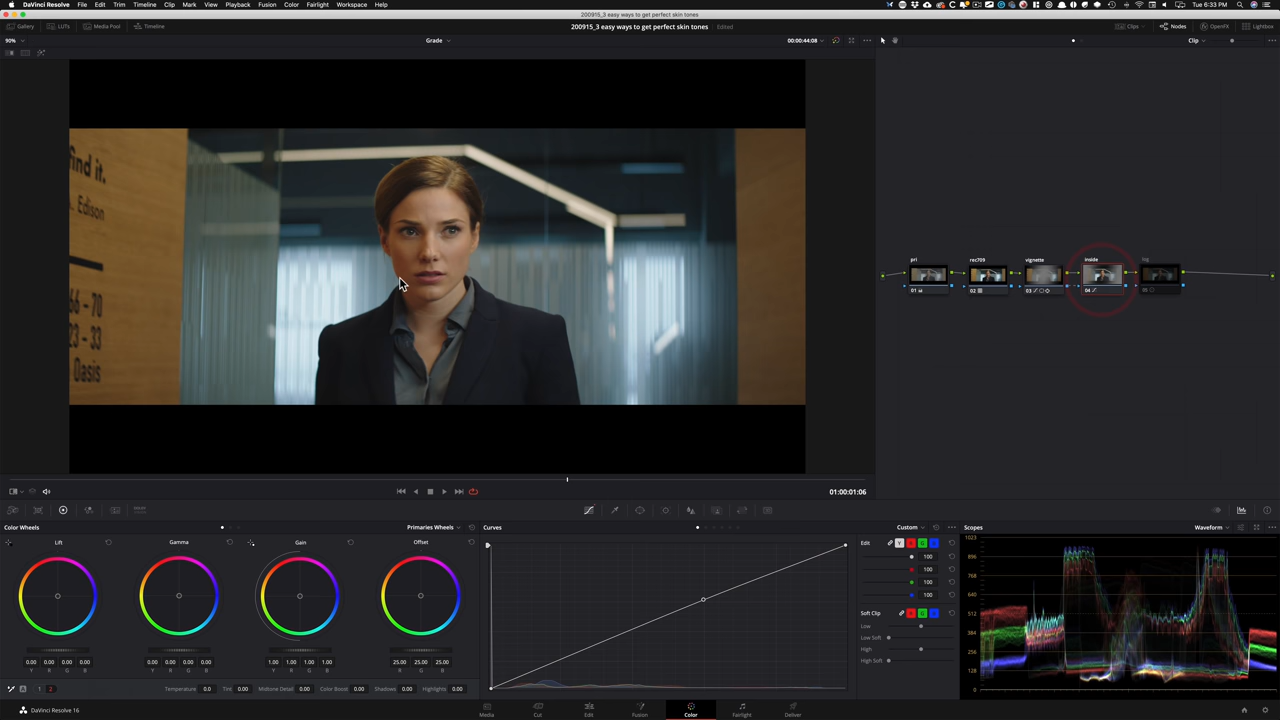 DaVinci Resolve File Edit Trim Timeline Clip Mark View Playback Fusion Color Fairlight Workspace Help
Tue 6:33 PM
200915_3 easy ways to get perfect skin tones
Gallery LUTs Media Pool Timeline
200915_3 easy ways to get perfect skin tones Edited
Clips Nodes OpenFX Lightbox
90% Grade 00:00:44:08 Clip
find it.
. Edison
66 – 70
23 – 33
Oasis
pri rec709 vignette inside
01 02 03 04
01:00:01:06
Color Wheels Primaries Wheels
Lift Gamma Gain Offset
0.00 0.00 0.00 0.00 0.00 0.00 0.00 0.00 1.00 1.00 1.00 1.00 25.00 25.00 25.00
Y R G B Y R G B Y R G B R G B
1 2 Temperature 0.0 Tint 0.00 Midtone Detail 0.00 Color Boost 0.00 Shadows 0.00 Highlights 0.00
Curves Custom
Edit Y R G B
100
100
100
100
Soft Clip R G B
Low
Low Soft
High
High Soft
Scopes Waveform
1023
896
768
640
512
384
256
128
0
DaVinci Resolve 16
Media Cut Edit Fusion Color Fairlight Deliver